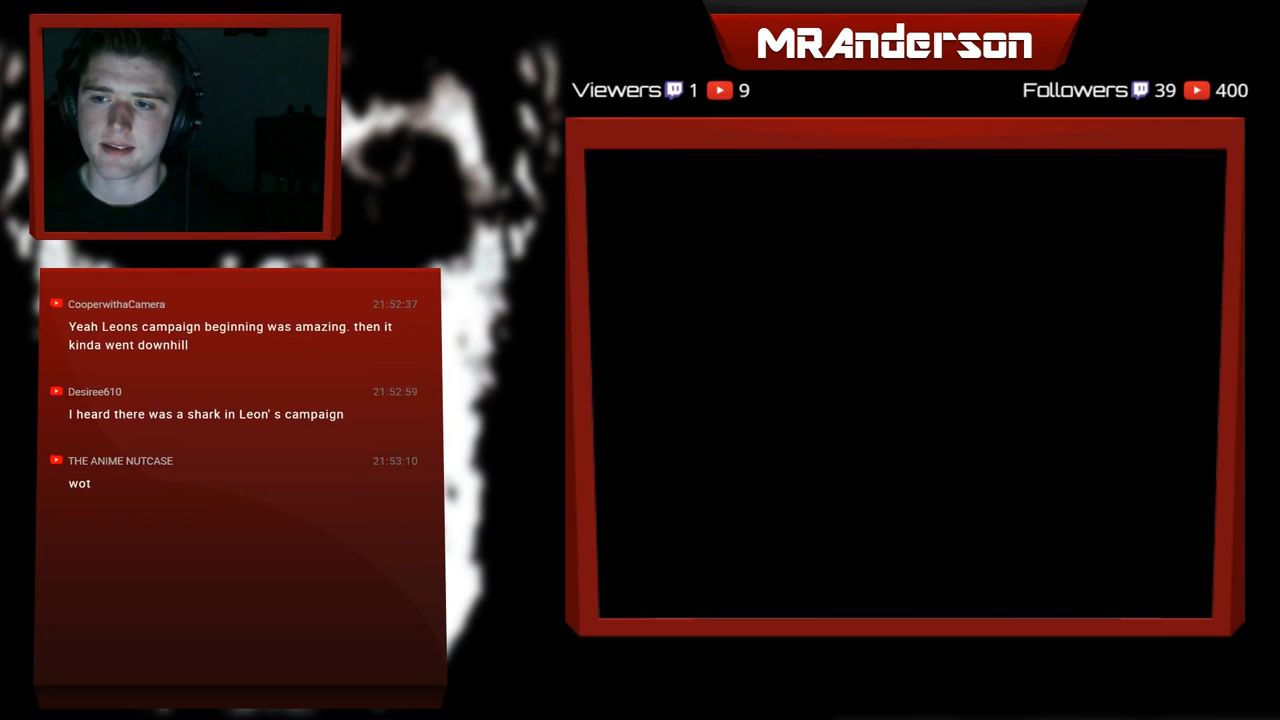 MRAnderson
Viewers 1 9
Followers 39 400
CooperwithaCamera 21:52:37
Yeah Leons campaign beginning was amazing. then it
kinda went downhill
Desiree610 21:52:59
I heard there was a shark in Leon' s campaign
THE ANIME NUTCASE 21:53:10
wot